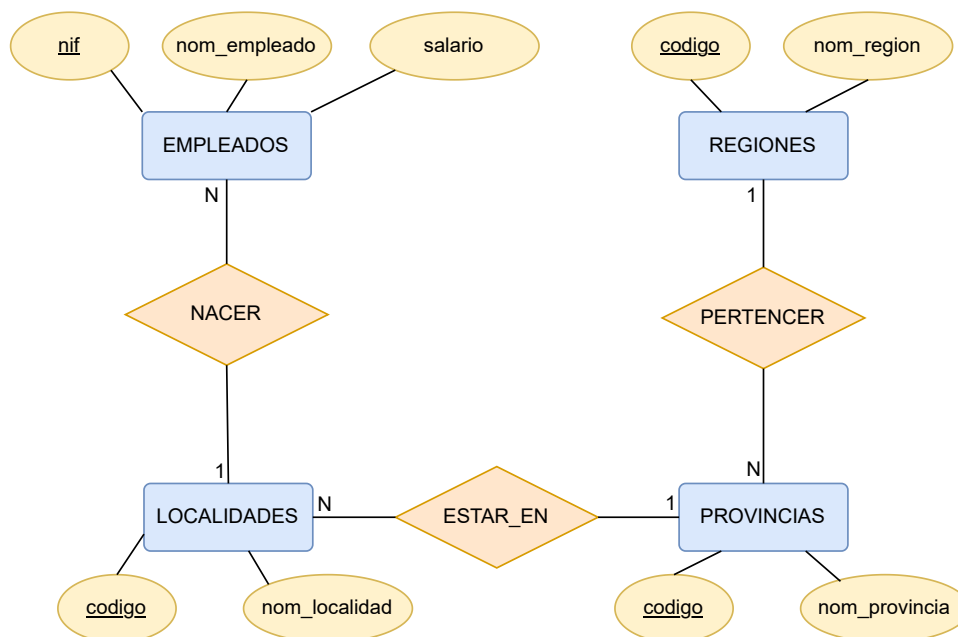 nif
nom_empleado
salario
codigo
nom_region
EMPLEADOS
REGIONES
N
1
NACER
PERTENCER
1
N
LOCALIDADES
N
ESTAR_EN
1
PROVINCIAS
codigo
nom_localidad
codigo
nom_provincia